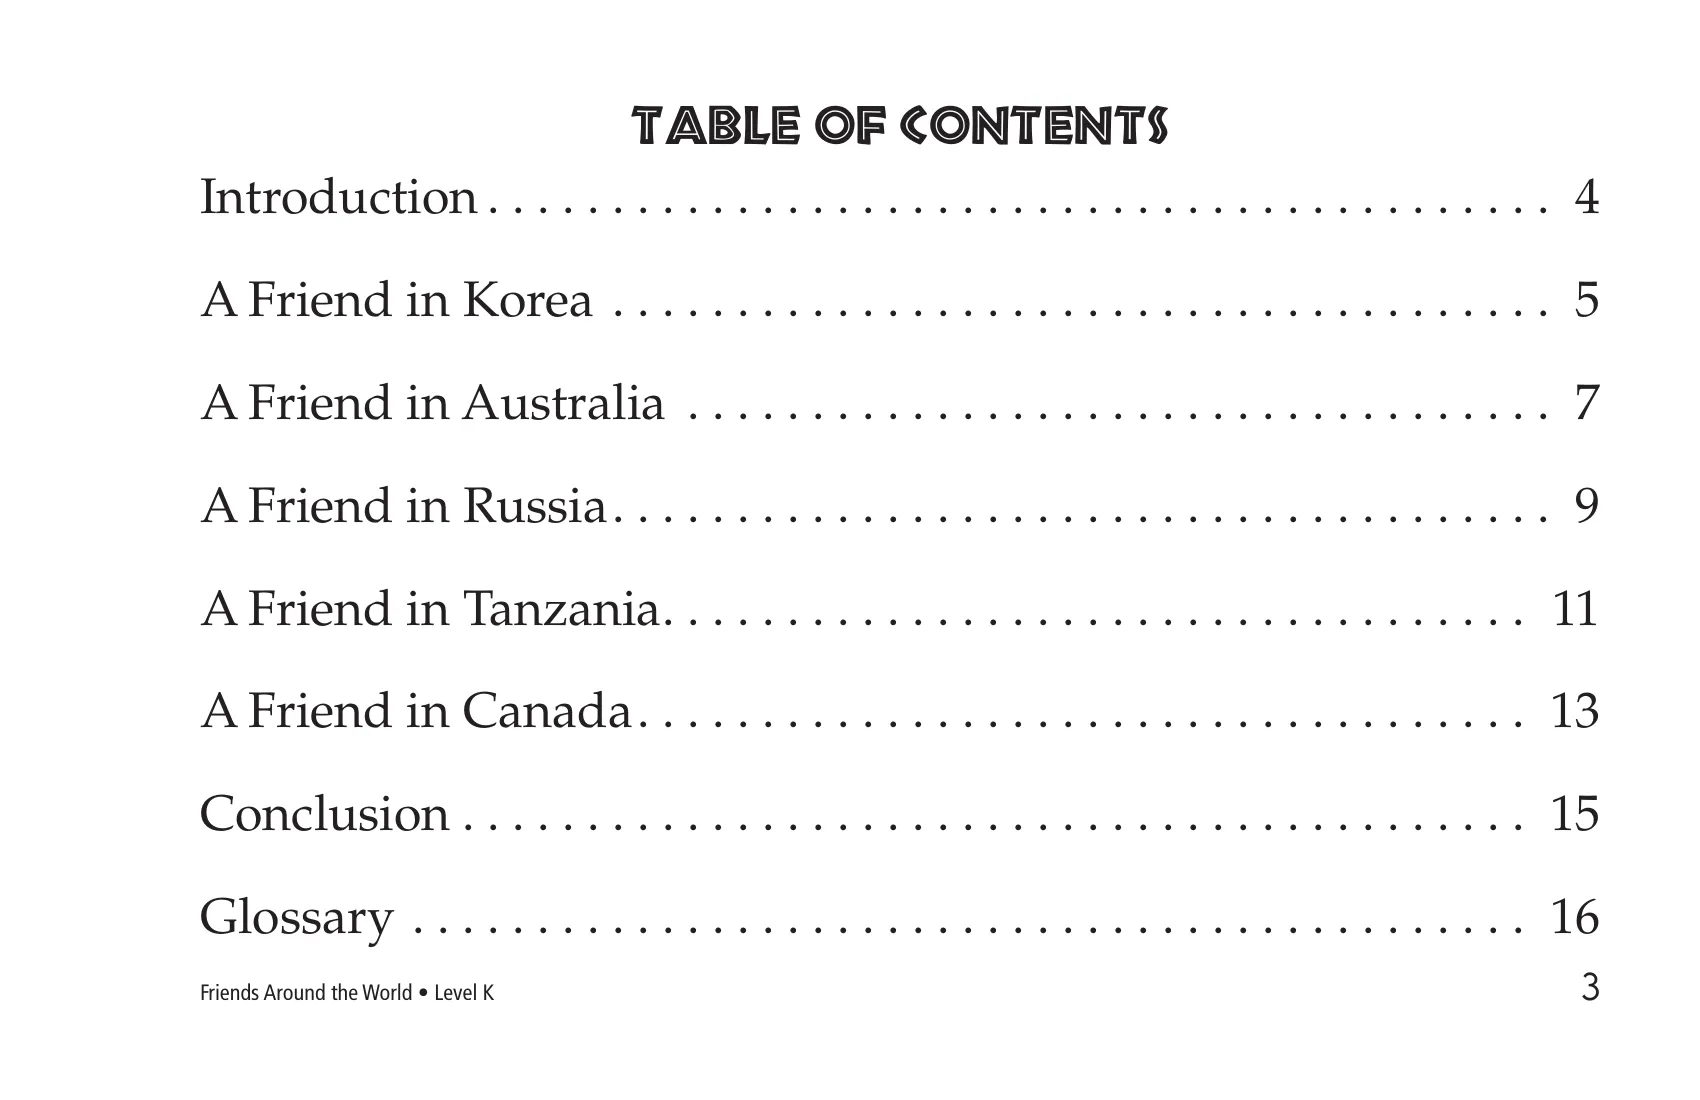 TABLE OF CONTENTS
Introduction . . . . . . . . . . . . . . . . . . . . . . . . . . . . . . . . . . . . . . . . . . . 4
A Friend in Korea . . . . . . . . . . . . . . . . . . . . . . . . . . . . . . . . . . . . . . 5
A Friend in Australia . . . . . . . . . . . . . . . . . . . . . . . . . . . . . . . . . . . 7
A Friend in Russia . . . . . . . . . . . . . . . . . . . . . . . . . . . . . . . . . . . . . . 9
A Friend in Tanzania . . . . . . . . . . . . . . . . . . . . . . . . . . . . . . . . . . . 11
A Friend in Canada . . . . . . . . . . . . . . . . . . . . . . . . . . . . . . . . . . . . 13
Conclusion . . . . . . . . . . . . . . . . . . . . . . . . . . . . . . . . . . . . . . . . . . . 15
Glossary . . . . . . . . . . . . . . . . . . . . . . . . . . . . . . . . . . . . . . . . . . . . . 16
Friends Around the World • Level K 3